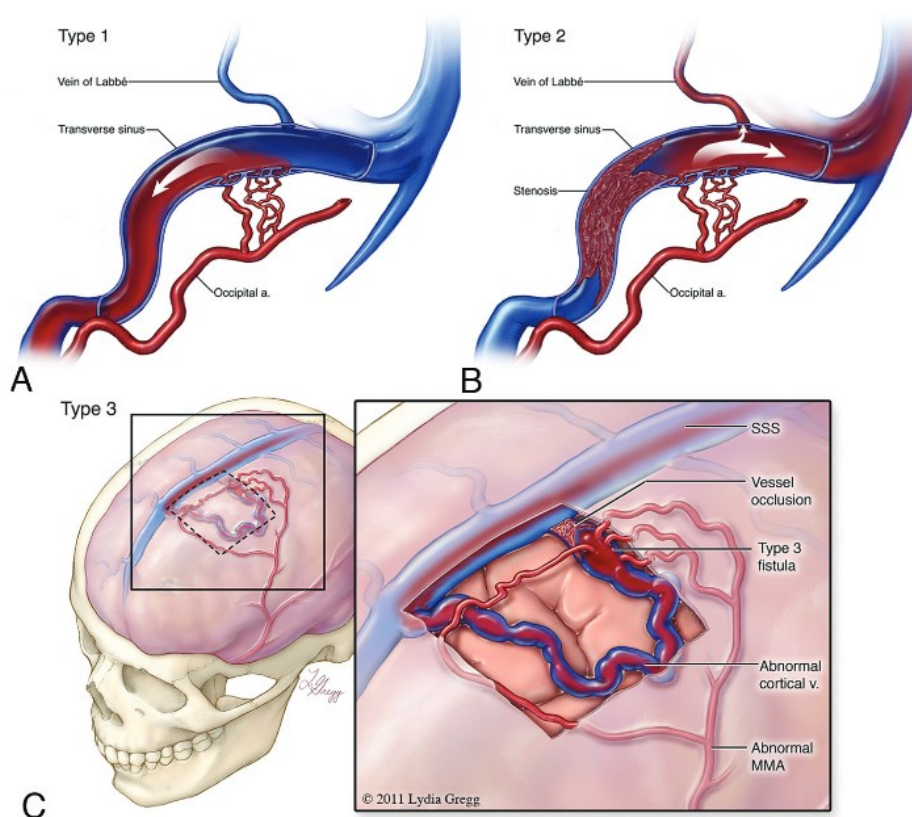 Type 1
Vein of Labbé
Transverse sinus
Occipital a.
A
Type 2
Vein of Labbé
Transverse sinus
Stenosis
Occipital a.
B
Type 3
L Gregg
C
SSS
Vessel
occlusion
Type 3
fistula
Abnormal
cortical v.
Abnormal
MMA
© 2011 Lydia Gregg